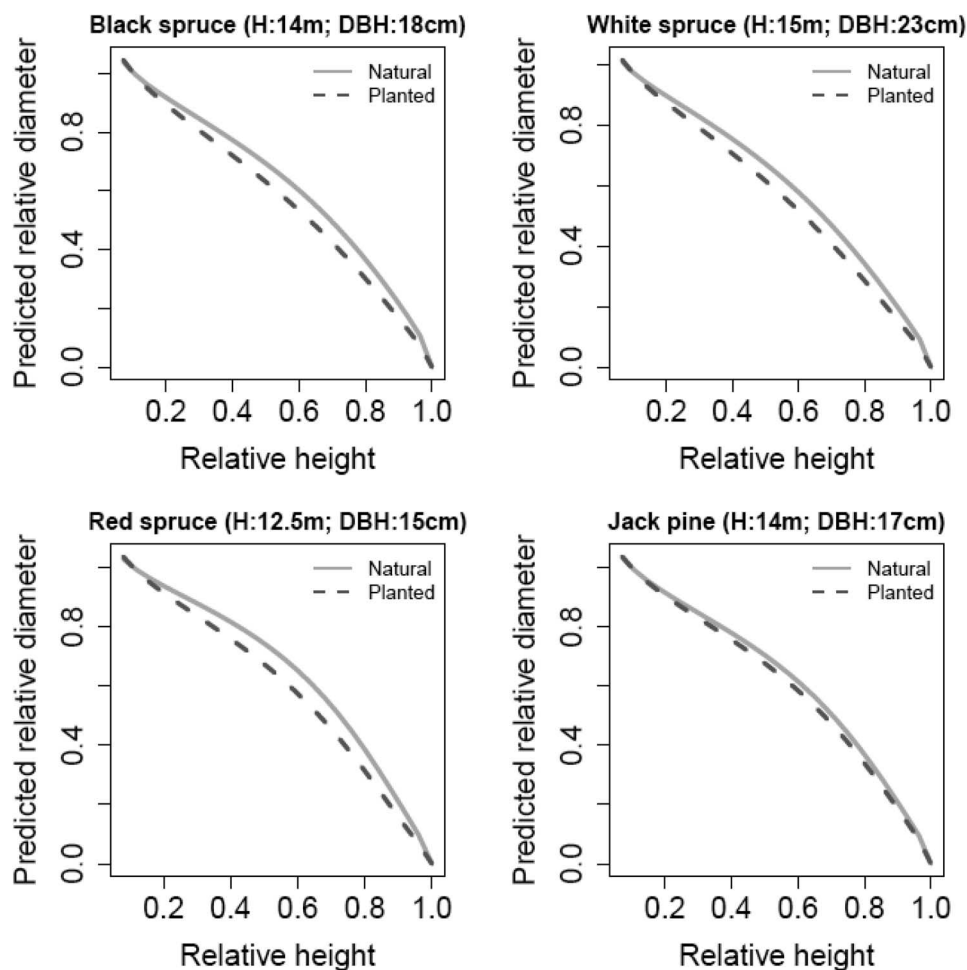 Black spruce (H:14m; DBH:18cm)
Predicted relative diameter
0.0 0.4 0.8
Natural
Planted
0.2 0.4 0.6 0.8 1.0
Relative height
White spruce (H:15m; DBH:23cm)
Predicted relative diameter
0.0 0.4 0.8
Natural
Planted
0.2 0.4 0.6 0.8 1.0
Relative height
Red spruce (H:12.5m; DBH:15cm)
Predicted relative diameter
0.0 0.4 0.8
Natural
Planted
0.2 0.4 0.6 0.8 1.0
Relative height
Jack pine (H:14m; DBH:17cm)
Predicted relative diameter
0.0 0.4 0.8
Natural
Planted
0.2 0.4 0.6 0.8 1.0
Relative height